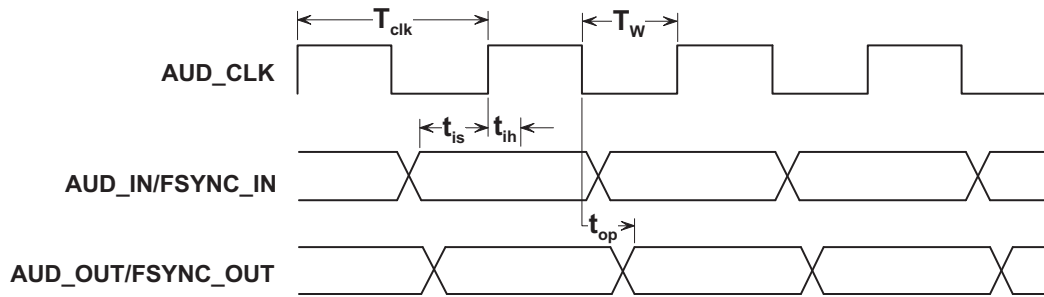 T_clk
T_W
AUD_CLK
t_is
t_ih
AUD_IN/FSYNC_IN
t_op
AUD_OUT/FSYNC_OUT